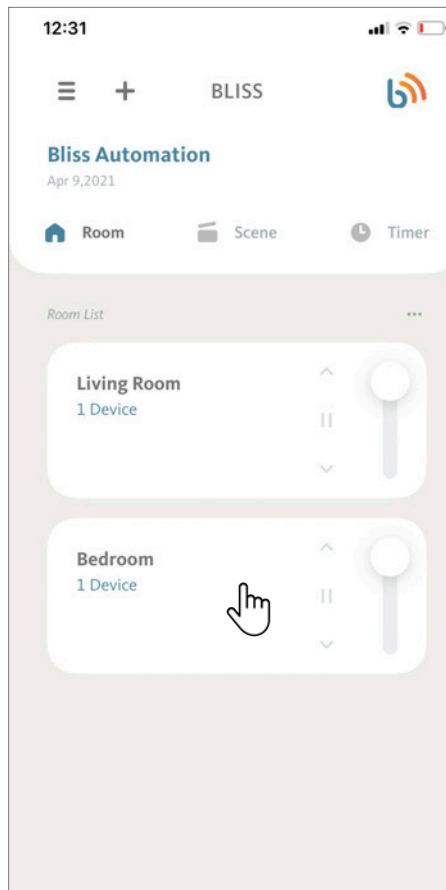 12:31
BLISS
Bliss Automation
Apr 9,2021
Room Scene Timer
Room List
Living Room
1 Device
Bedroom
1 Device